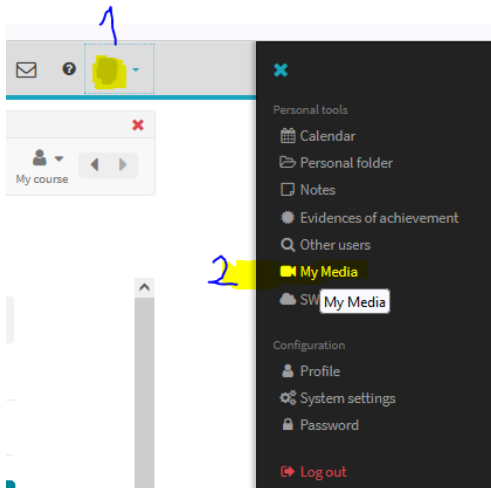 1
My course
Personal tools
Calendar
Personal folder
Notes
Evidences of achievement
Other users
2
My Media
SW
My Media
Configuration
Profile
System settings
Password
Log out